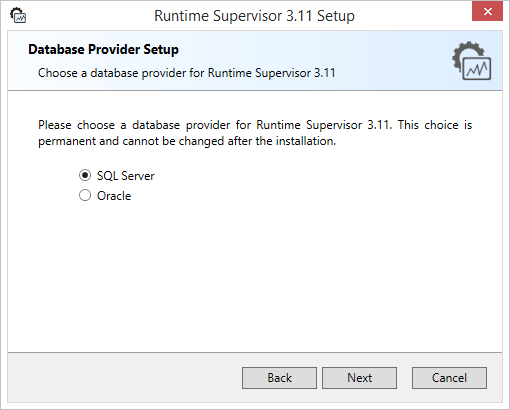 Runtime Supervisor 3.11 Setup
Database Provider Setup
Choose a database provider for Runtime Supervisor 3.11
Please choose a database provider for Runtime Supervisor 3.11. This choice is
permanent and cannot be changed after the installation.
SQL Server
Oracle
Back Next Cancel